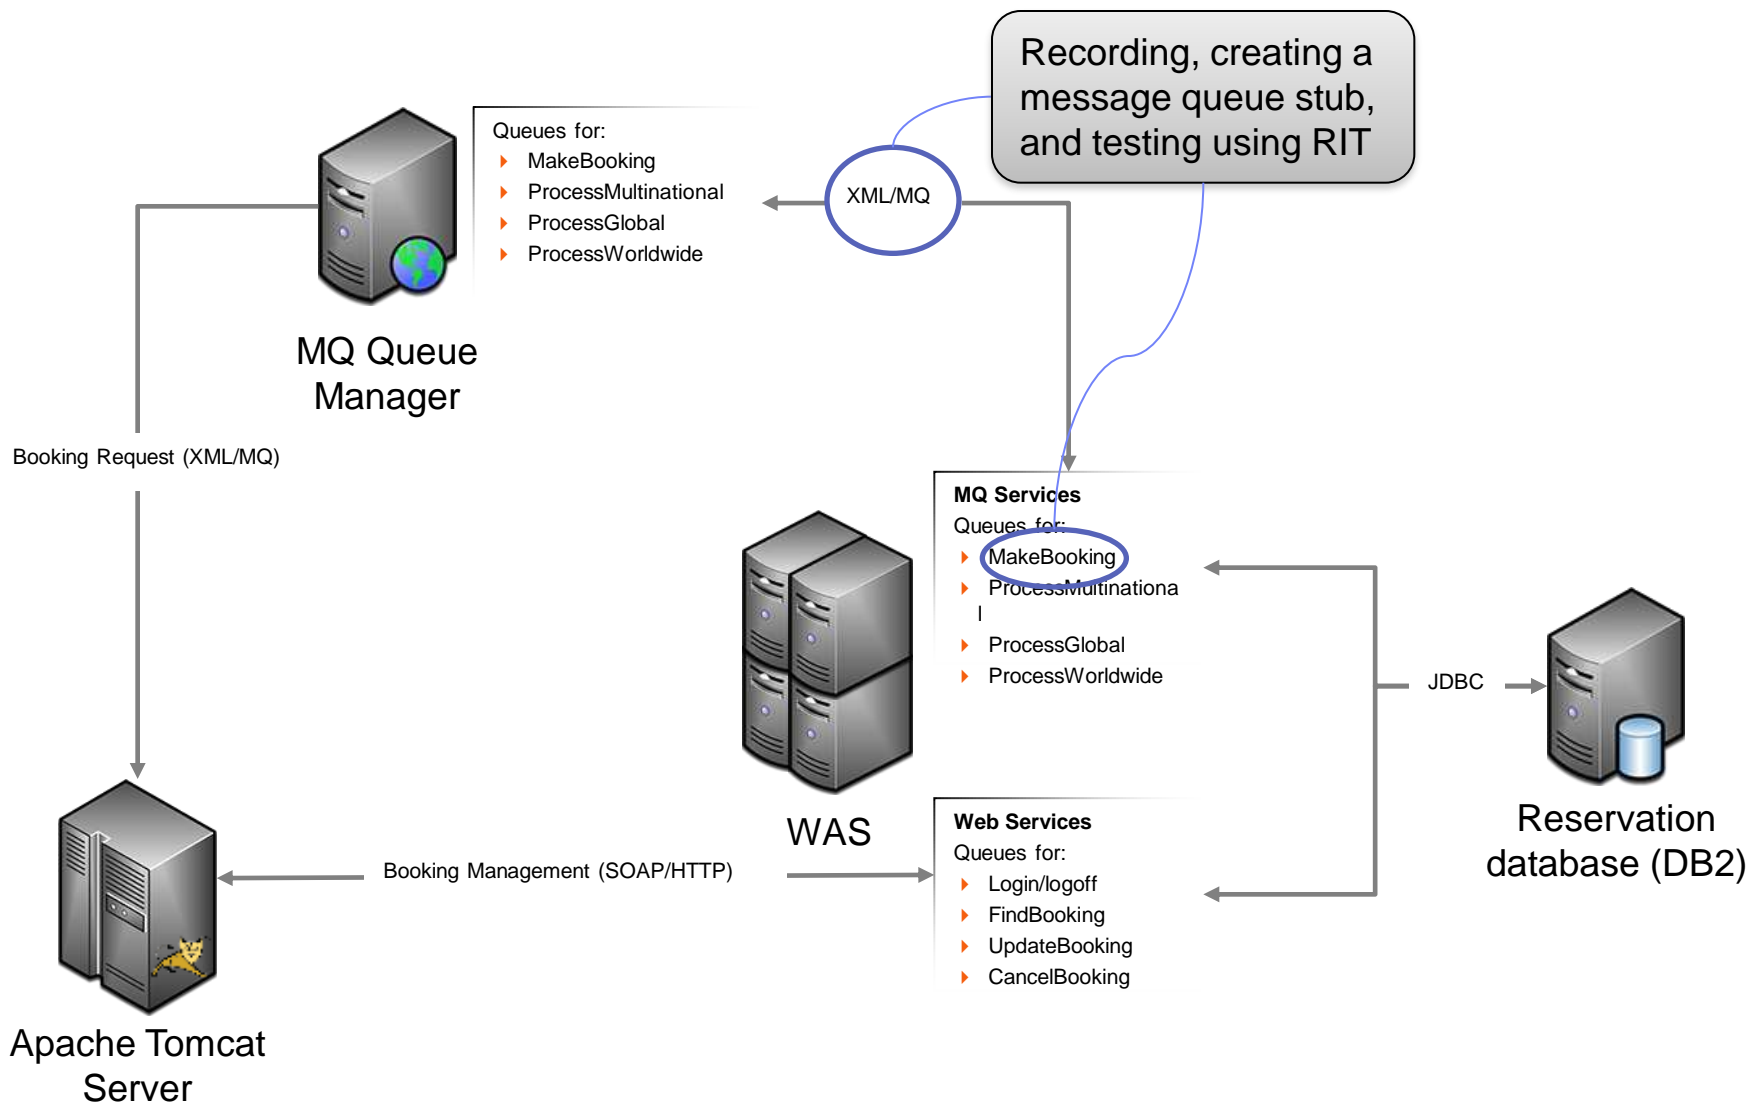 Recording, creating a
message queue stub,
and testing using RIT
Queues for:
MakeBooking
ProcessMultinational
ProcessGlobal
ProcessWorldwide
XML/MQ
MQ Queue
Manager
Booking Request (XML/MQ)
MQ Services
Queues for:
MakeBooking
ProcessMultinationa
l
ProcessGlobal
ProcessWorldwide
JDBC
WAS
Reservation
database (DB2)
Web Services
Queues for:
Login/logoff
FindBooking
UpdateBooking
CancelBooking
Booking Management (SOAP/HTTP)
Apache Tomcat
Server